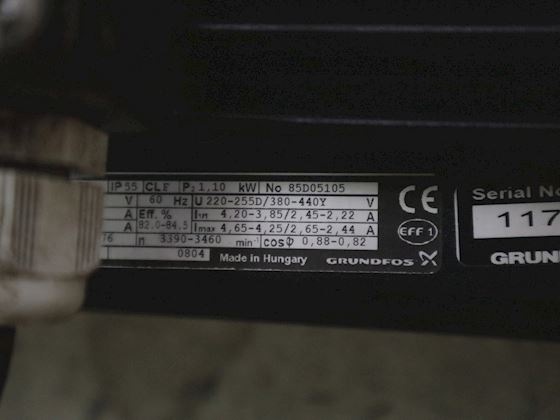 IP 55 CL F P2 1,10 kW No 85D05105
V 60 Hz U 220-255D/380-440Y V
A Eff. % I1/1 4,20-3,85/2,45-2,22 A
A 82.0-84.5 Imax 4,65-4,25/2,65-2,44 A
n 3390-3460 min-1 cos φ 0,88-0,82
0804 Made in Hungary GRUNDFOS
CE
EFF 1
Serial No
117
GRUN